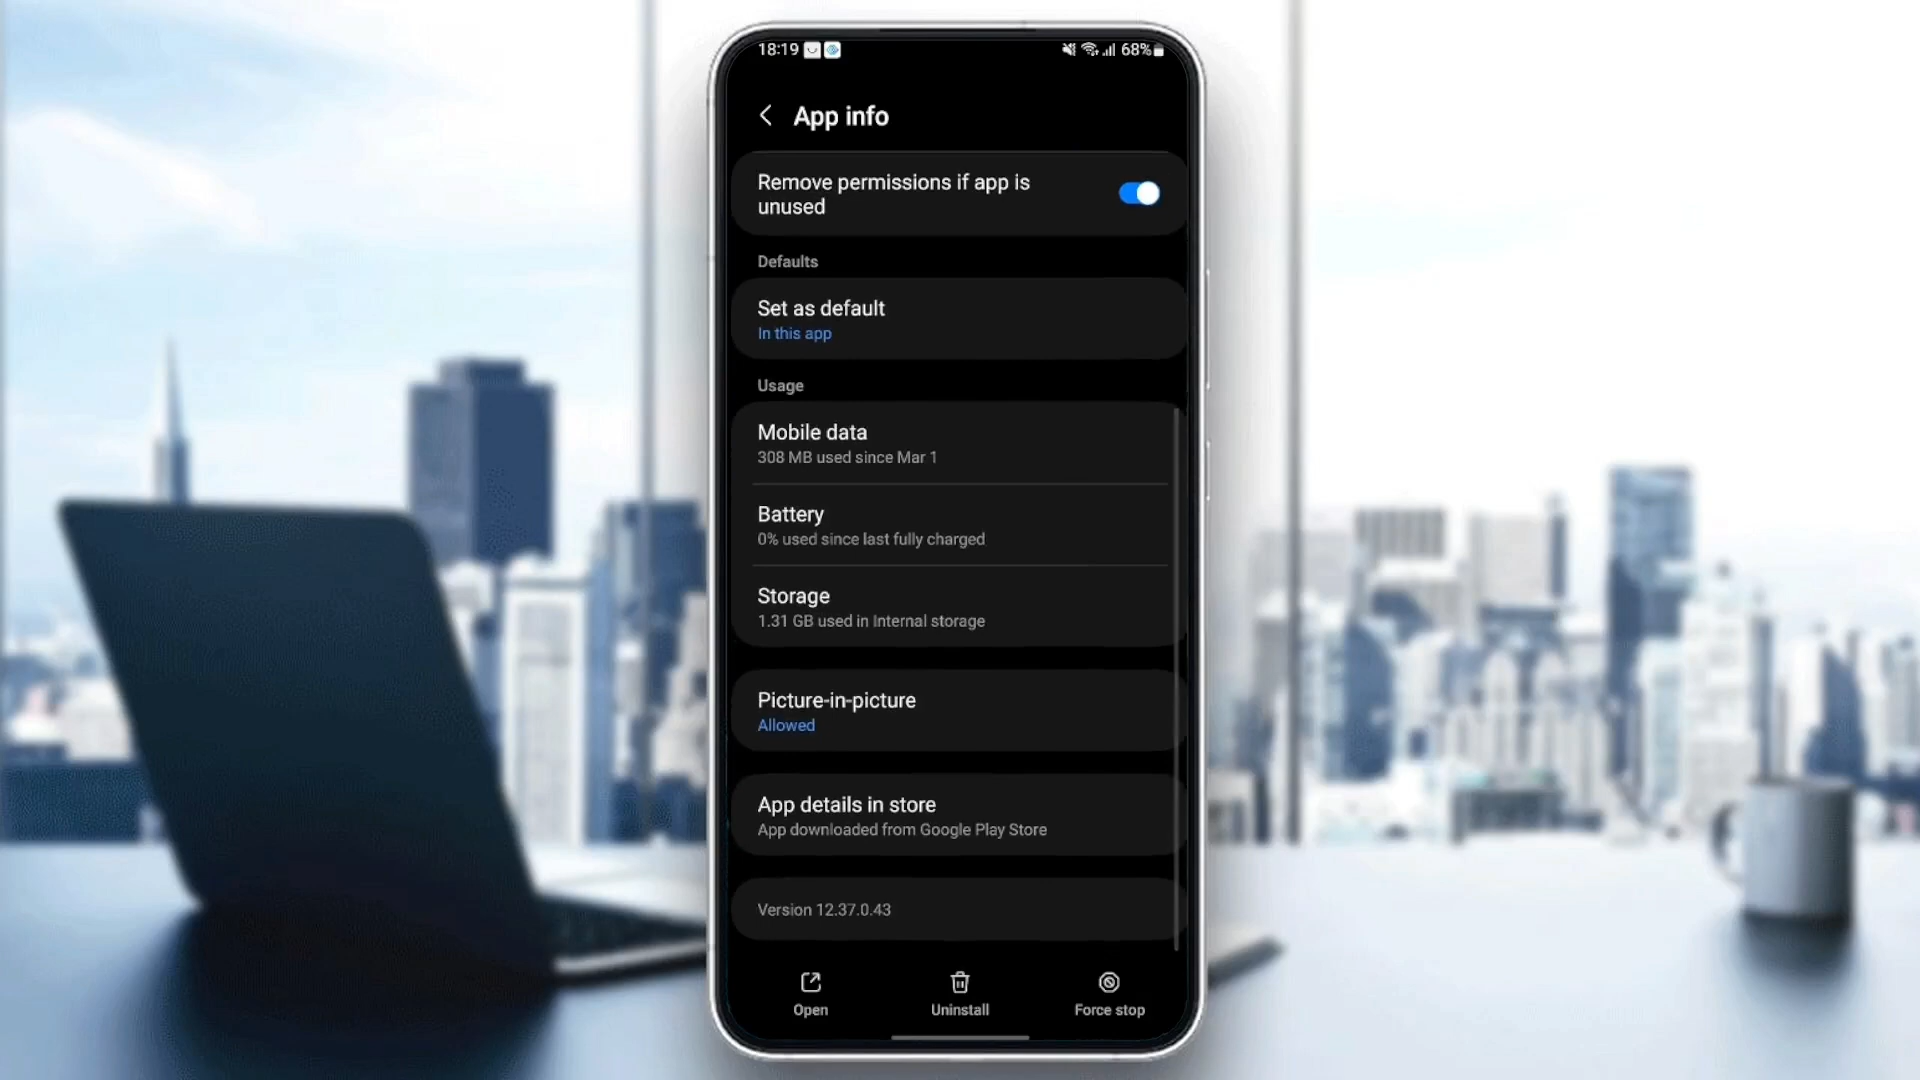 18:19
68%
App info
Remove permissions if app is
unused
Defaults
Set as default
In this app
Usage
Mobile data
308 MB used since Mar 1
Battery
0% used since last fully charged
Storage
1.31 GB used in Internal storage
Picture-in-picture
Allowed
App details in store
App downloaded from Google Play Store
Version 12.37.0.43
Open
Uninstall
Force stop